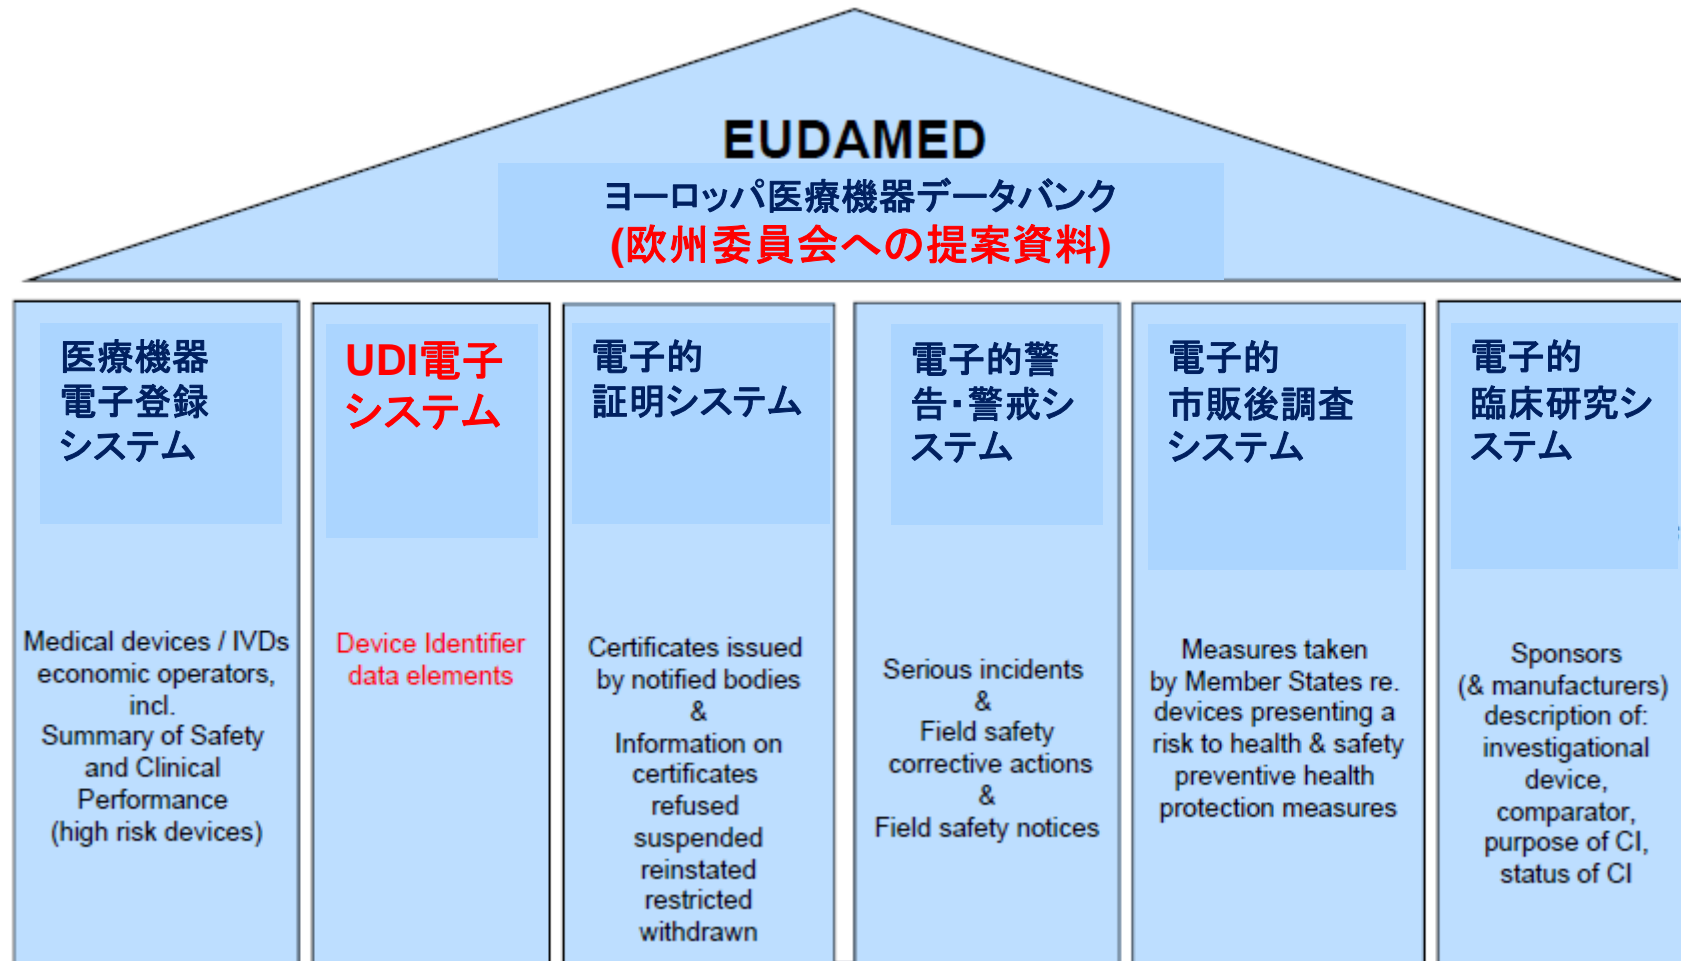 EUDAMED
ヨーロッパ医療機器データバンク
(欧州委員会への提案資料)
医療機器
電子登録
システム
Medical devices / IVDs
economic operators,
incl.
Summary of Safety
and Clinical
Performance
(high risk devices)
UDI電子
システム
Device Identifier
data elements
電子的
証明システム
Certificates issued
by notified bodies
&
Information on
certificates
refused
suspended
reinstated
restricted
withdrawn
電子的警
告・警戒シ
ステム
Serious incidents
&
Field safety
corrective actions
&
Field safety notices
電子的
市販後調査
システム
Measures taken
by Member States re.
devices presenting a
risk to health & safety
preventive health
protection measures
電子的
臨床研究シ
ステム
Sponsors
(& manufacturers)
description of:
investigational
device,
comparator,
purpose of CI,
status of CI